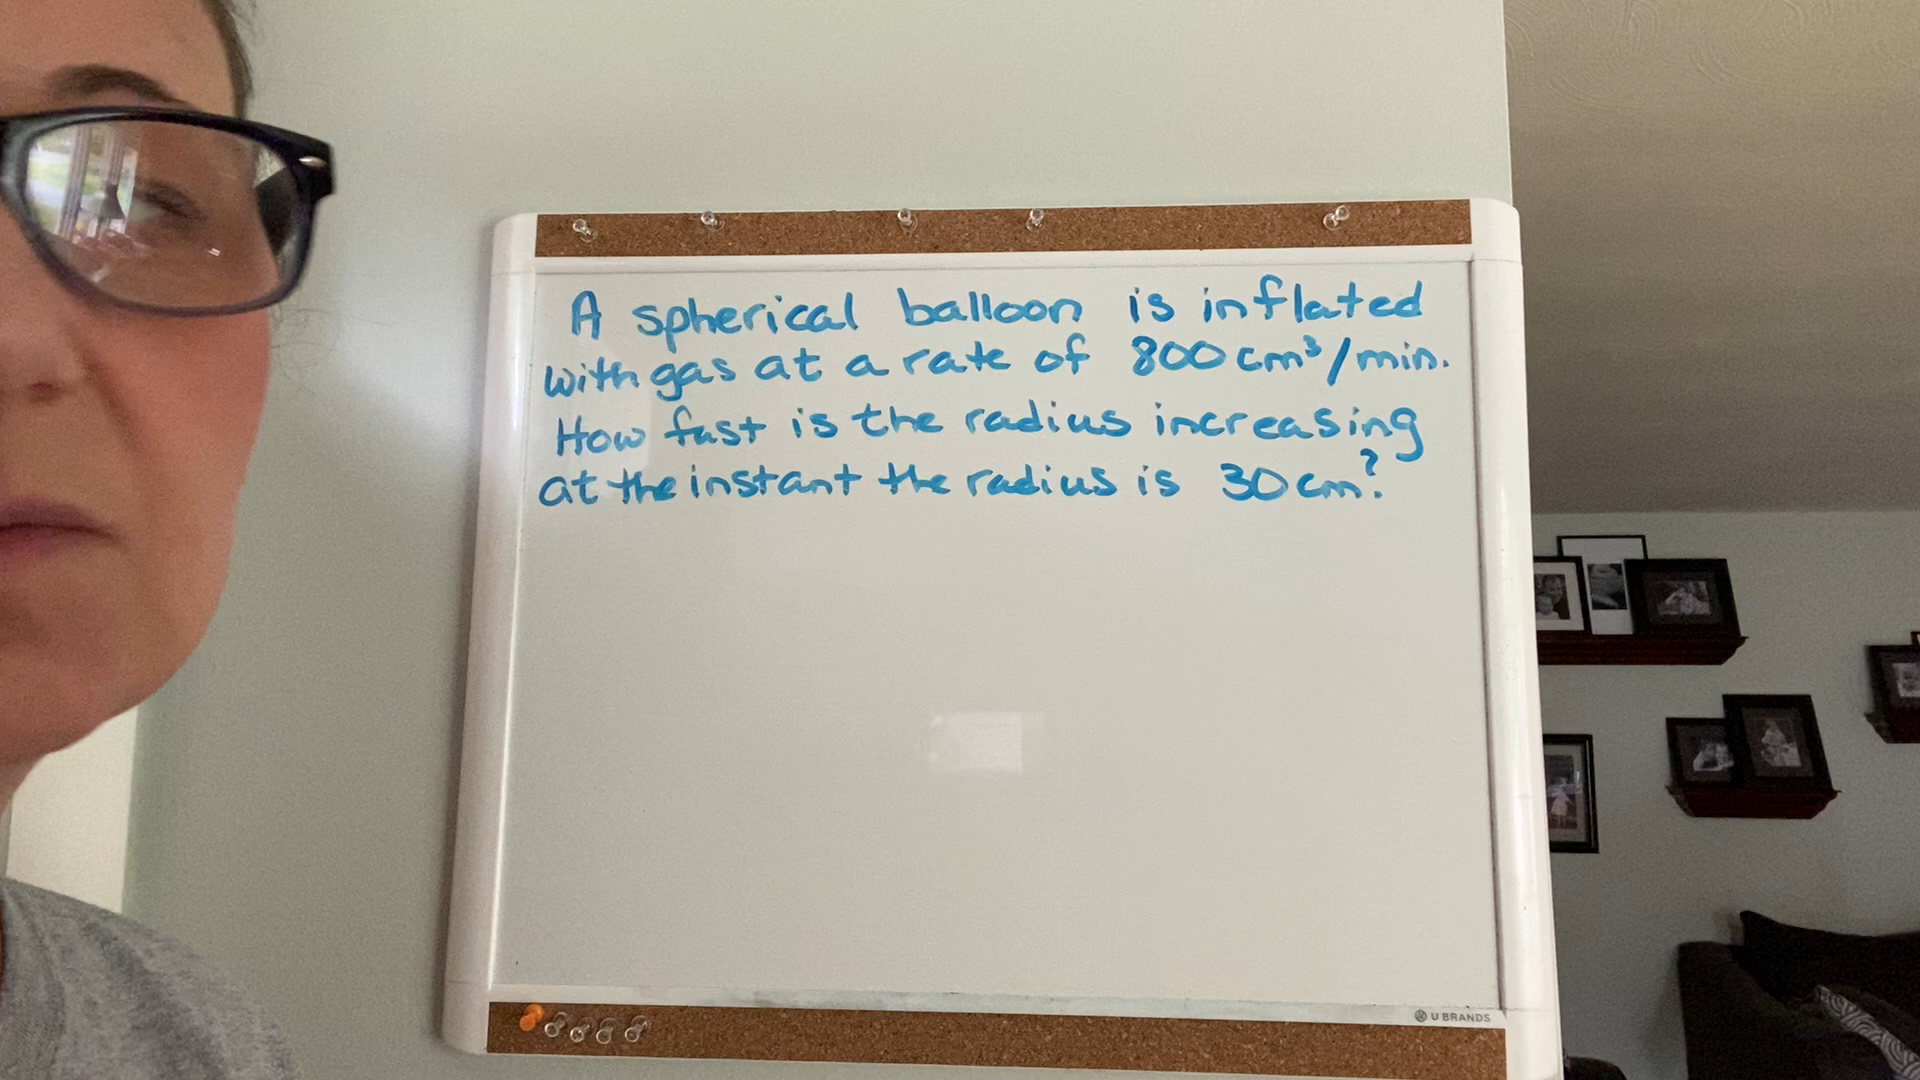 A spherical balloon is inflated
with gas at a rate of 800 cm³/min.
How fast is the radius increasing
at the instant the radius is 30 cm?
U BRANDS